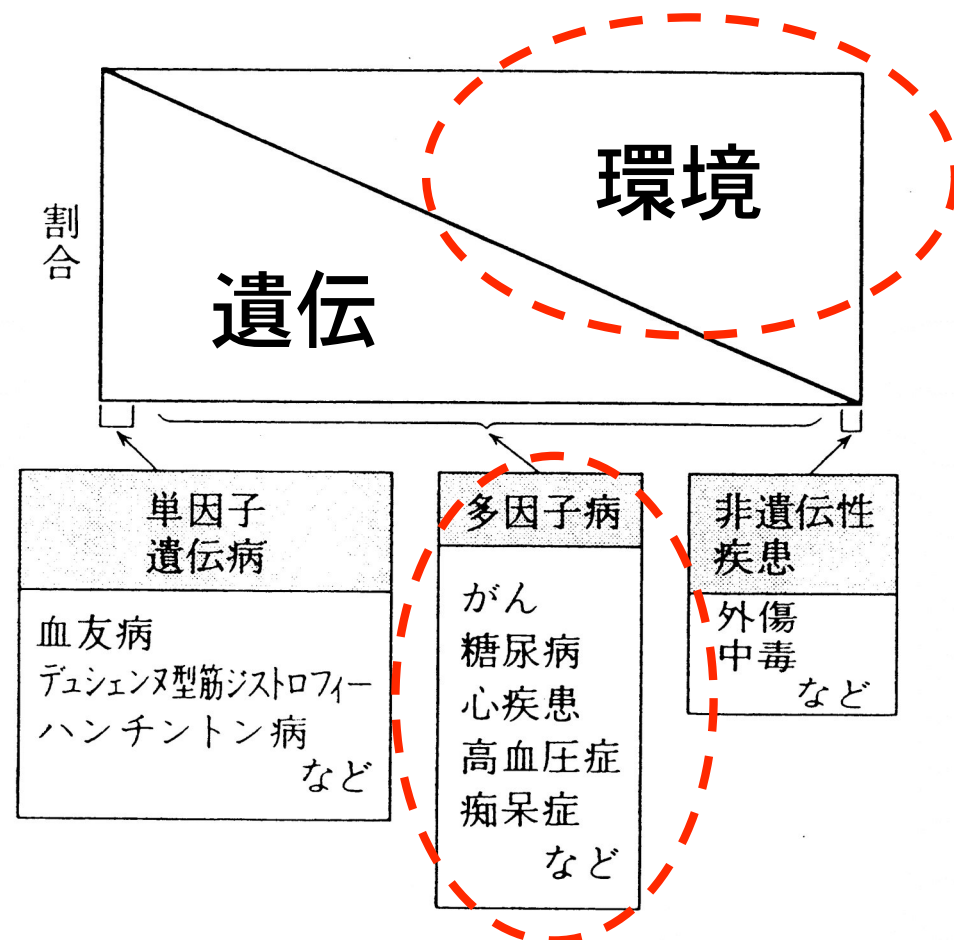 環境
割合
遺伝
単因子
遺伝病
血友病
デュシェンヌ型筋ジストロフィー
ハンチントン病
など
多因子病
がん
糖尿病
心疾患
高血圧症
痴呆症
など
非遺伝性
疾患
外傷
中毒
など